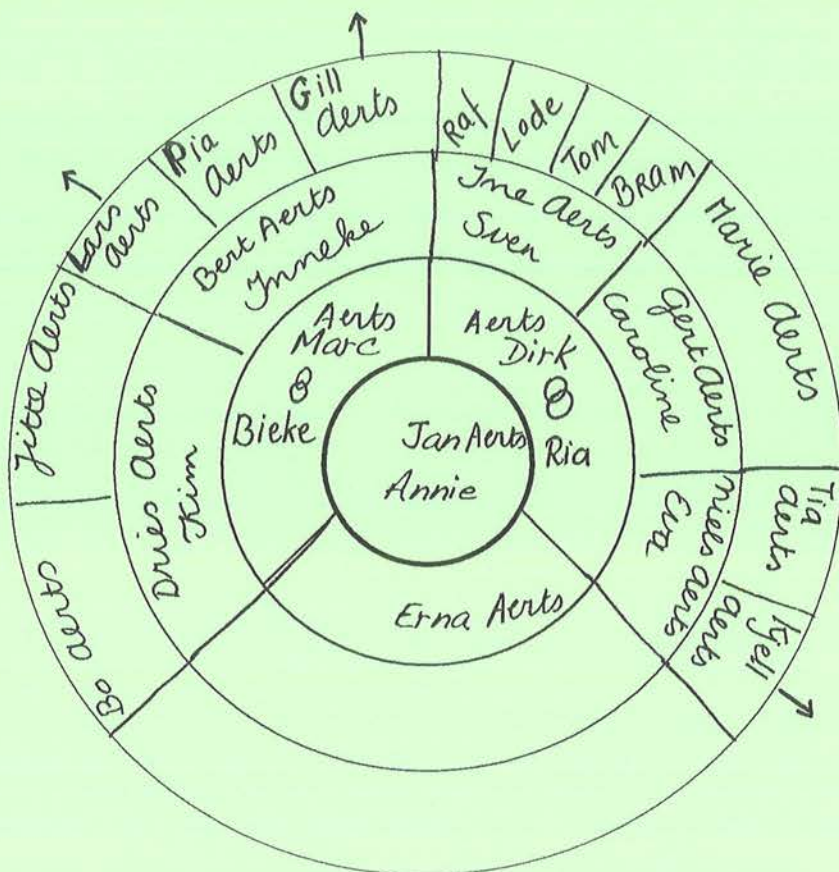 Jan Aerts
Annie
Aerts
Marc
Bieke
Aerts
Dirk
Ria
Erna Aerts
Dries Aerts
Kim
Bert Aerts
Inneke
Ine Aerts
Sven
Gert Aerts
Caroline
Niels Aerts
Eva
Bo Aerts
Jitte Aerts
Lars
Aerts
Pia
Aerts
Gill
Aerts
Raf
Lode
Tom
BRAM
Marie Aerts
Tia
Aerts
Kjell
Aerts